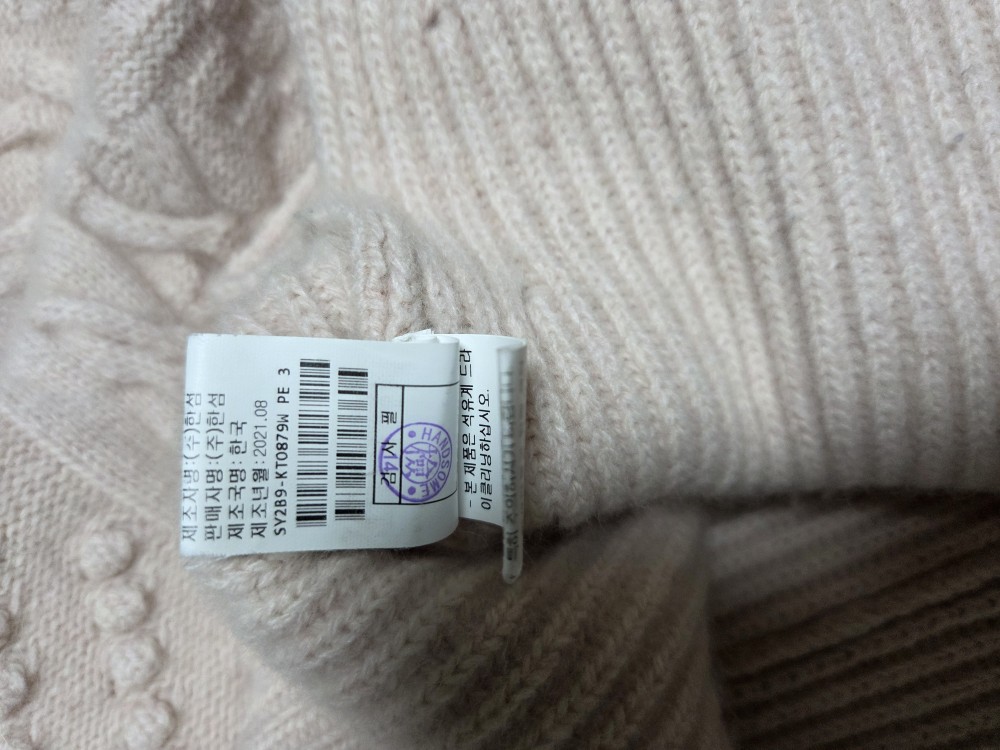 제조자명:(주)한섬
판매자명:(주)한섬
제조국명:한국
제조년월:2021.08
SY2B9-KTO879W PE 3
검사필
HANDSOME
- 본 제품은 석유계 드라
이클리닝하십시오.